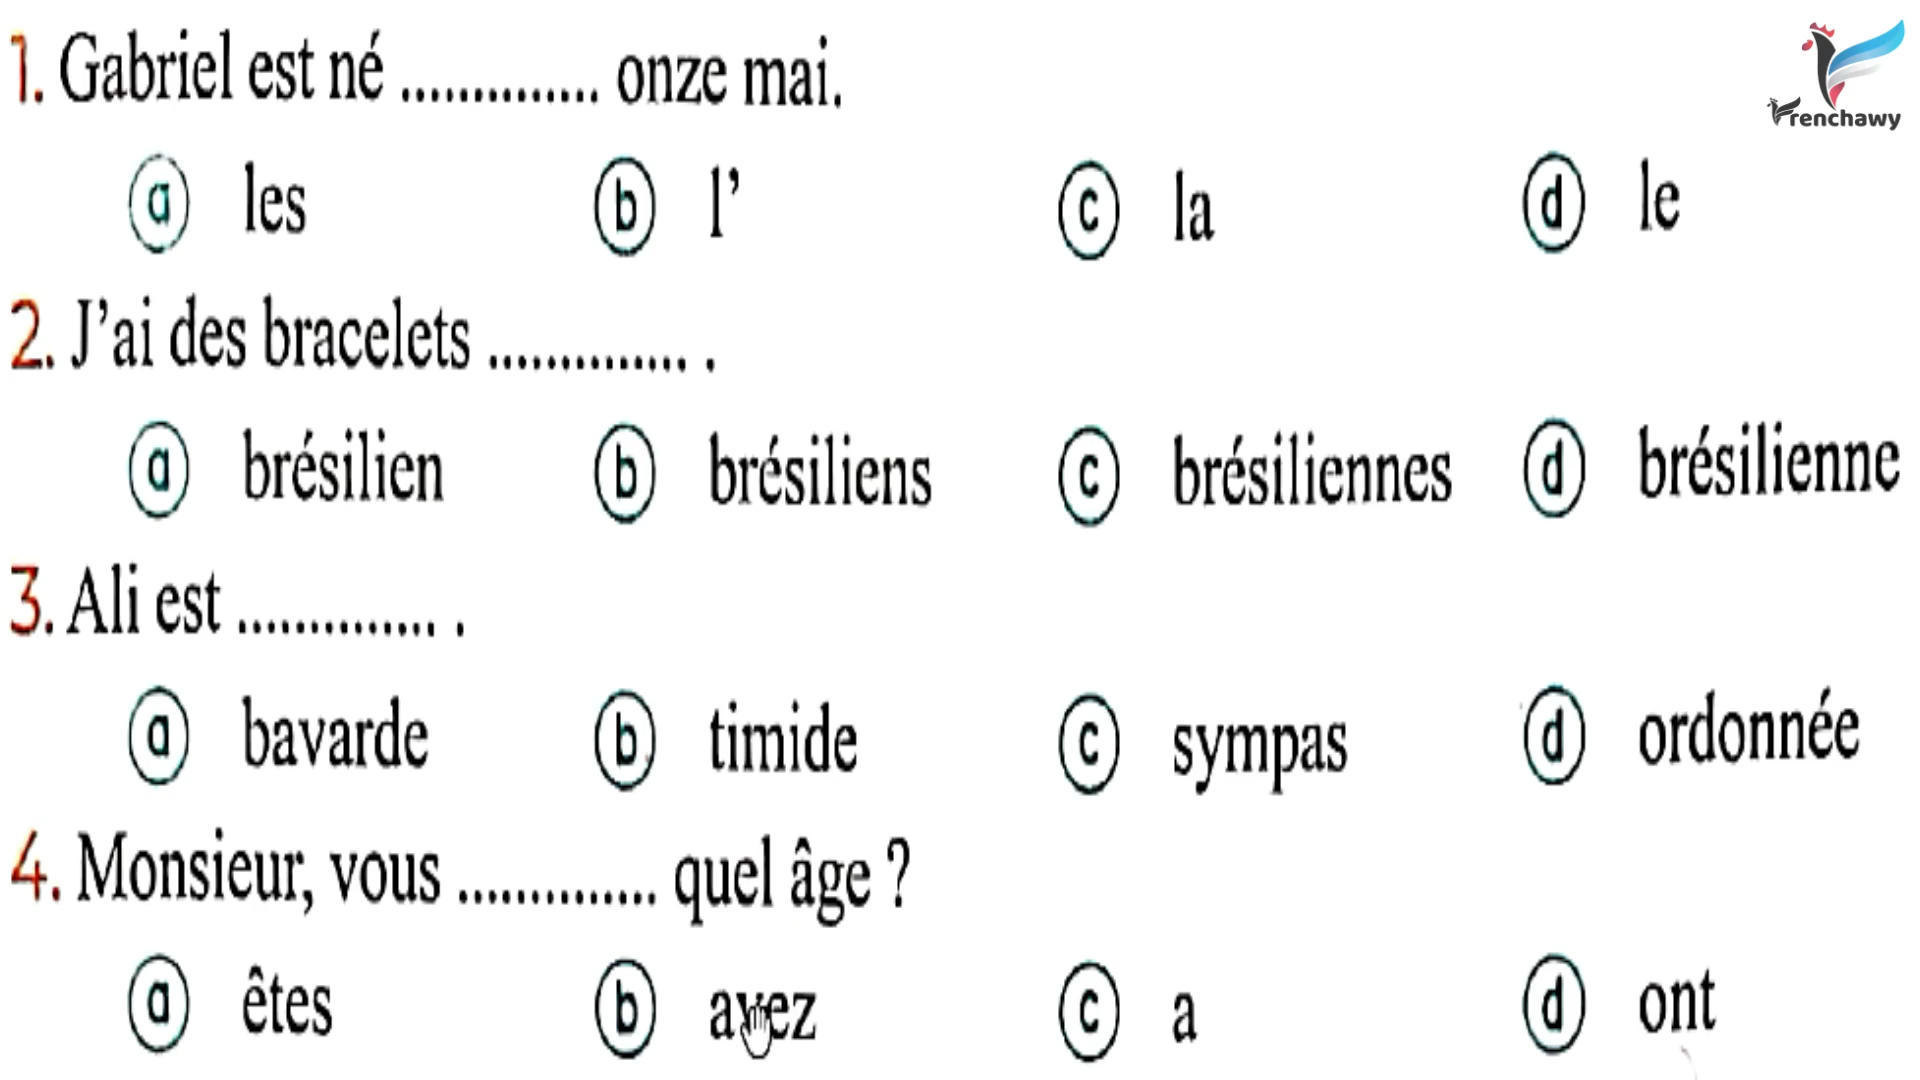 1. Gabriel est né .............. onze mai.
Frenchawy
a les b l’ c la d le
2. J’ai des bracelets .............. .
a brésilien b brésiliens c brésiliennes d brésilienne
3. Ali est .............. .
a bavarde b timide c sympas d ordonnée
4. Monsieur, vous .............. quel âge ?
a êtes b avez c a d ont